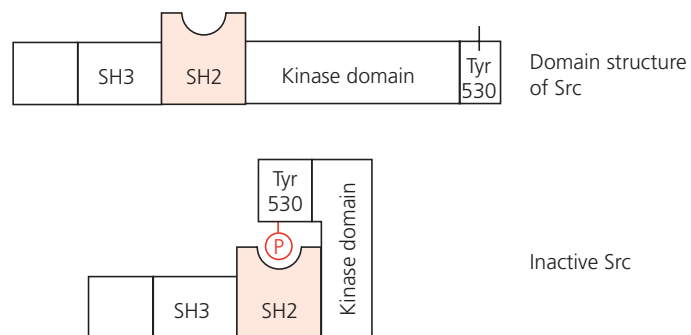 SH3
SH2
Kinase domain
Tyr
530
Domain structure
of Src
Tyr
530
P
Kinase domain
SH3
SH2
Inactive Src